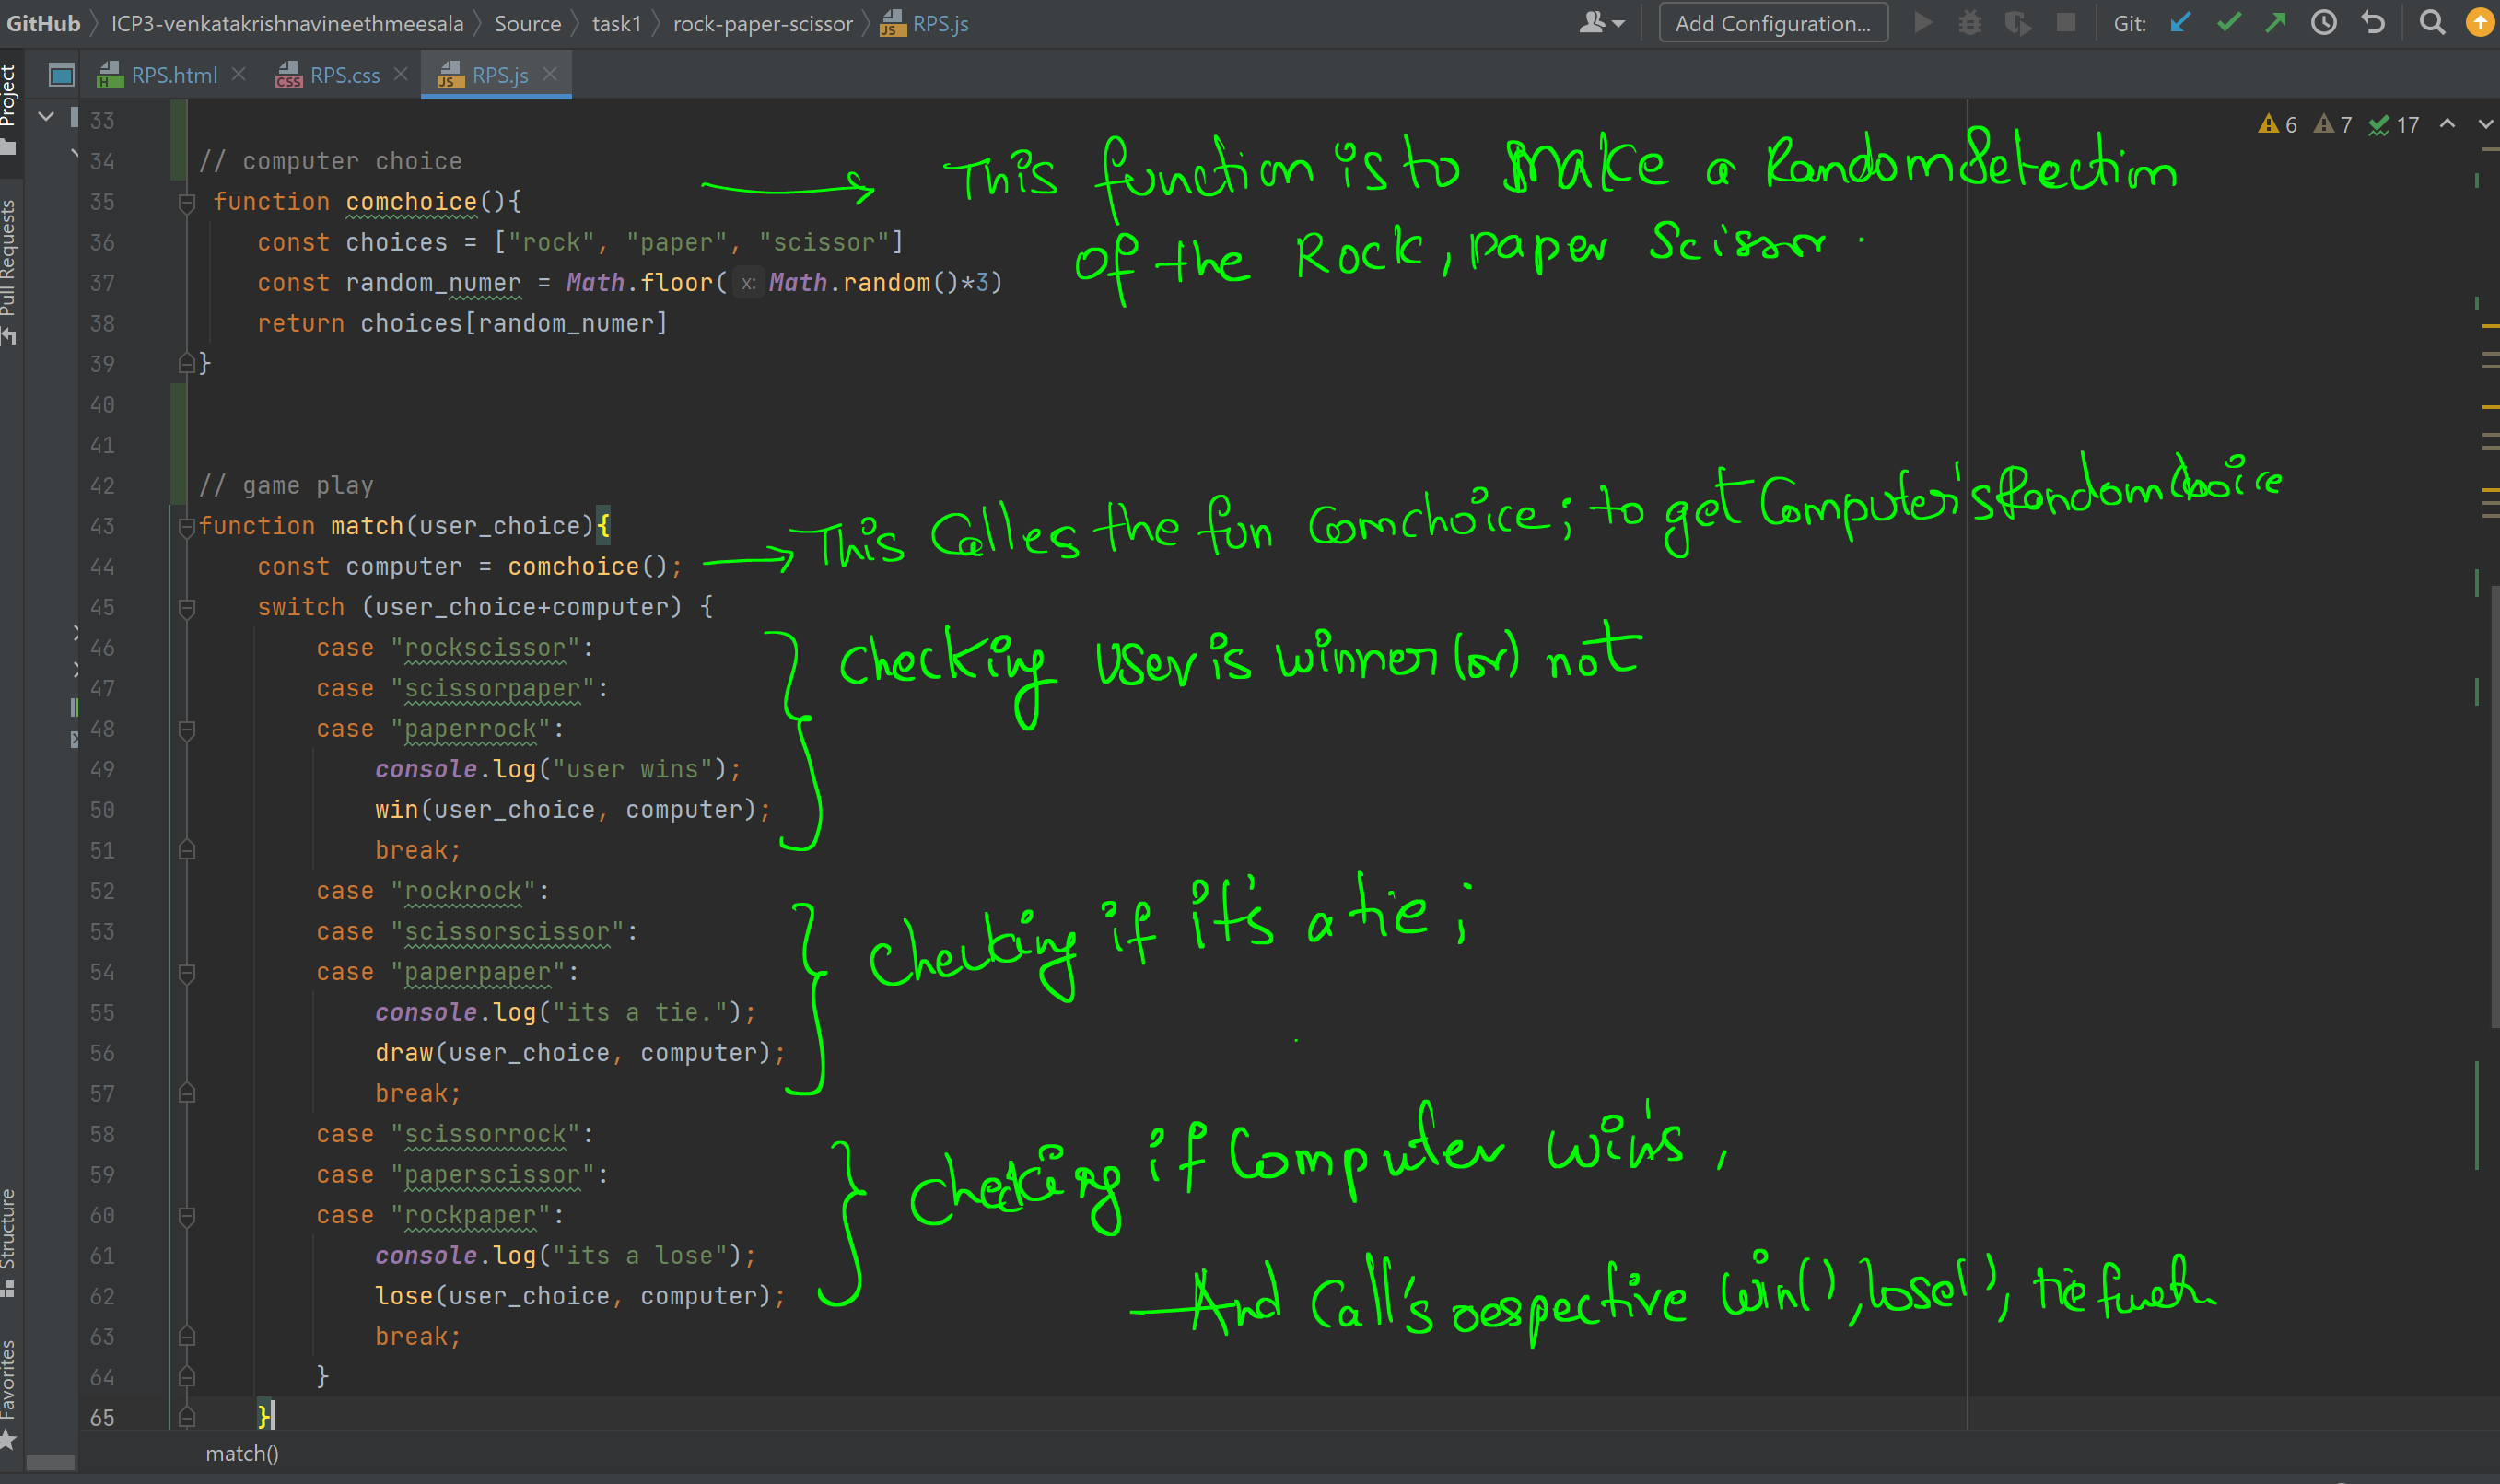 GitHub ICP3-venkatakrishnavineethmeesala Source task1 rock-paper-scissor RPS.js Add Configuration... Git:
RPS.html RPS.css RPS.js
Project
Pull Requests
Structure
Favorites
6 7 17
33
34 // computer choice
35 function comchoice(){
36 const choices = ["rock", "paper", "scissor"]
37 const random_numer = Math.floor( x: Math.random()*3)
38 return choices[random_numer]
39 }
40
41
42 // game play
43 function match(user_choice){
44 const computer = comchoice();
45 switch (user_choice+computer) {
46 case "rockscissor":
47 case "scissorpaper":
48 case "paperrock":
49 console.log("user wins");
50 win(user_choice, computer);
51 break;
52 case "rockrock":
53 case "scissorscissor":
54 case "paperpaper":
55 console.log("its a tie.");
56 draw(user_choice, computer);
57 break;
58 case "scissorrock":
59 case "paperscissor":
60 case "rockpaper":
61 console.log("its a lose");
62 lose(user_choice, computer);
63 break;
64 }
65 }
match()
This function is to make a Random Selection
of the Rock, paper Scissor.
This Calles the fun Comchoice; to get Computer's Random Choice
Checking User is winner (or) not
Checking if it's a tie;
Checking if Computer wins,
And Call's respective win(), lose(), tie